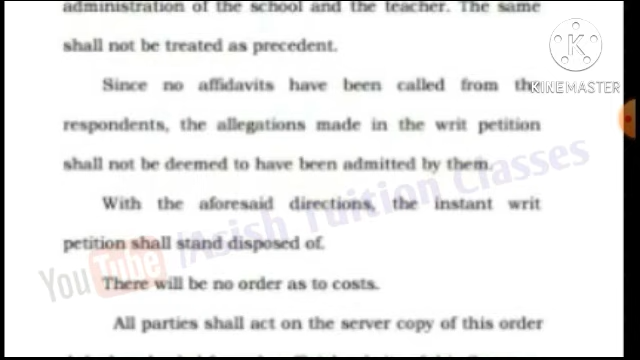 administration of the school and the teacher. The same
shall not be treated as precedent.
Since no affidavits have been called from the
respondents, the allegations made in the writ petition
shall not be deemed to have been admitted by them.
With the aforesaid directions, the instant writ
petition shall stand disposed of.
There will be no order as to costs.
All parties shall act on the server copy of this order
KINEMASTER
YouTube/Asish Tuition Classes